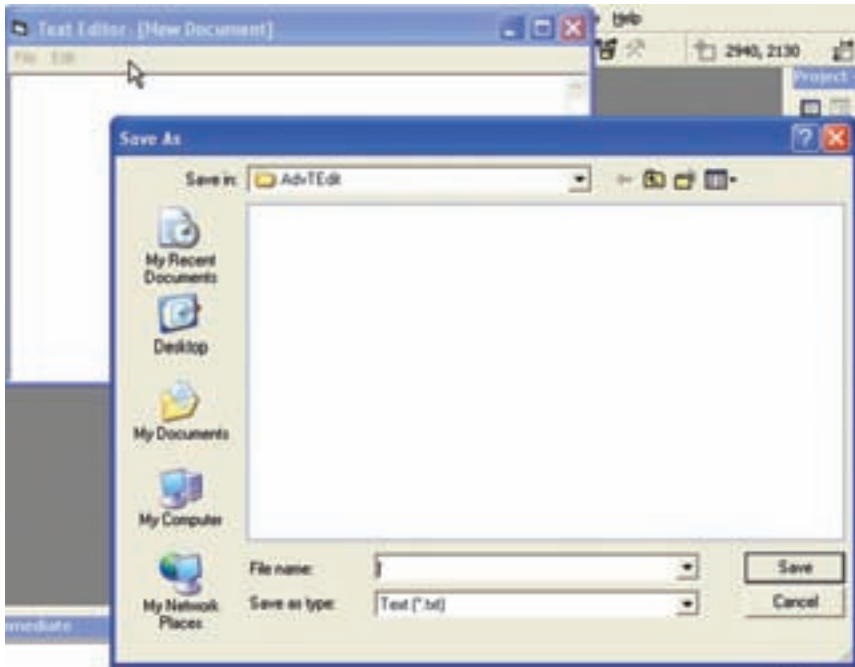 Text Editor - [New Document]
File Edit
Help
2940, 2130
Project -
Save As
Save in: AdvTEdit
My Recent
Documents
Desktop
My Documents
My Computer
My Network
Places
File name:
Save as type: Text (*.txt)
Save
Cancel
mmediate